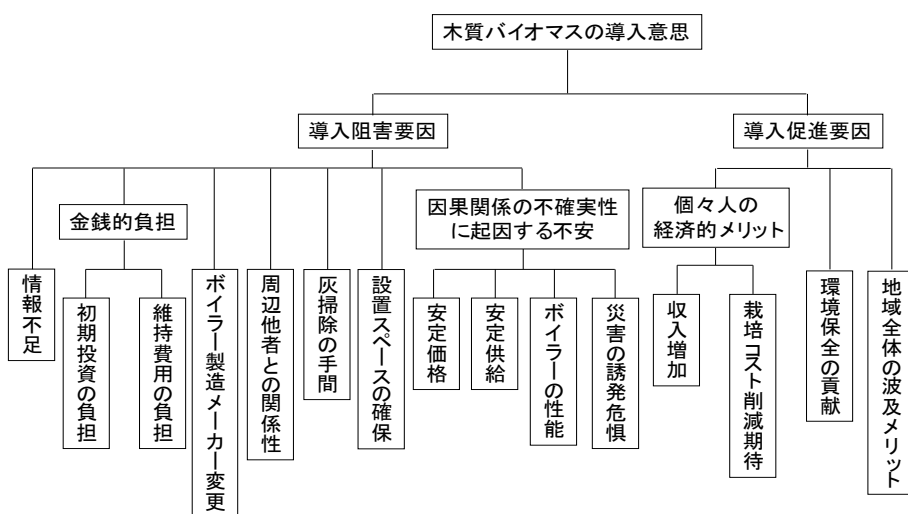 木質バイオマスの導入意思
導入阻害要因
導入促進要因
金銭的負担
因果関係の不確実性
に起因する不安
個々人の
経済的メリット
情報不足
初期投資の負担
維持費用の負担
ボイラー製造メーカー変更
周辺他者との関係性
灰掃除の手間
設置スペースの確保
安定価格
安定供給
ボイラーの性能
災害の誘発危惧
収入増加
栽培コスト削減期待
環境保全の貢献
地域全体の波及メリット